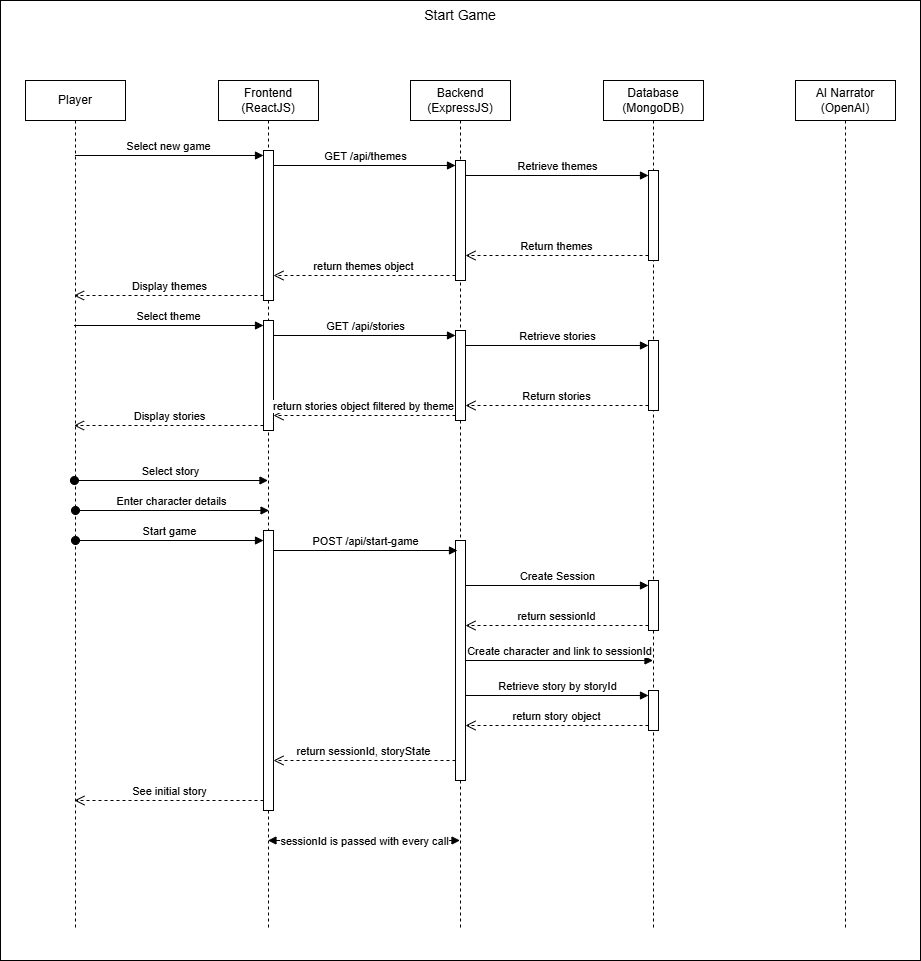 Start Game
Player
Frontend
(ReactJS)
Backend
(ExpressJS)
Database
(MongoDB)
AI Narrator
(OpenAI)
Select new game
GET /api/themes
Retrieve themes
Return themes
return themes object
Display themes
Select theme
GET /api/stories
Retrieve stories
Return stories
return stories object filtered by theme
Display stories
Select story
Enter character details
Start game
POST /api/start-game
Create Session
return sessionId
Create character and link to sessionId
Retrieve story by storyId
return story object
return sessionId, storyState
See initial story
sessionId is passed with every call